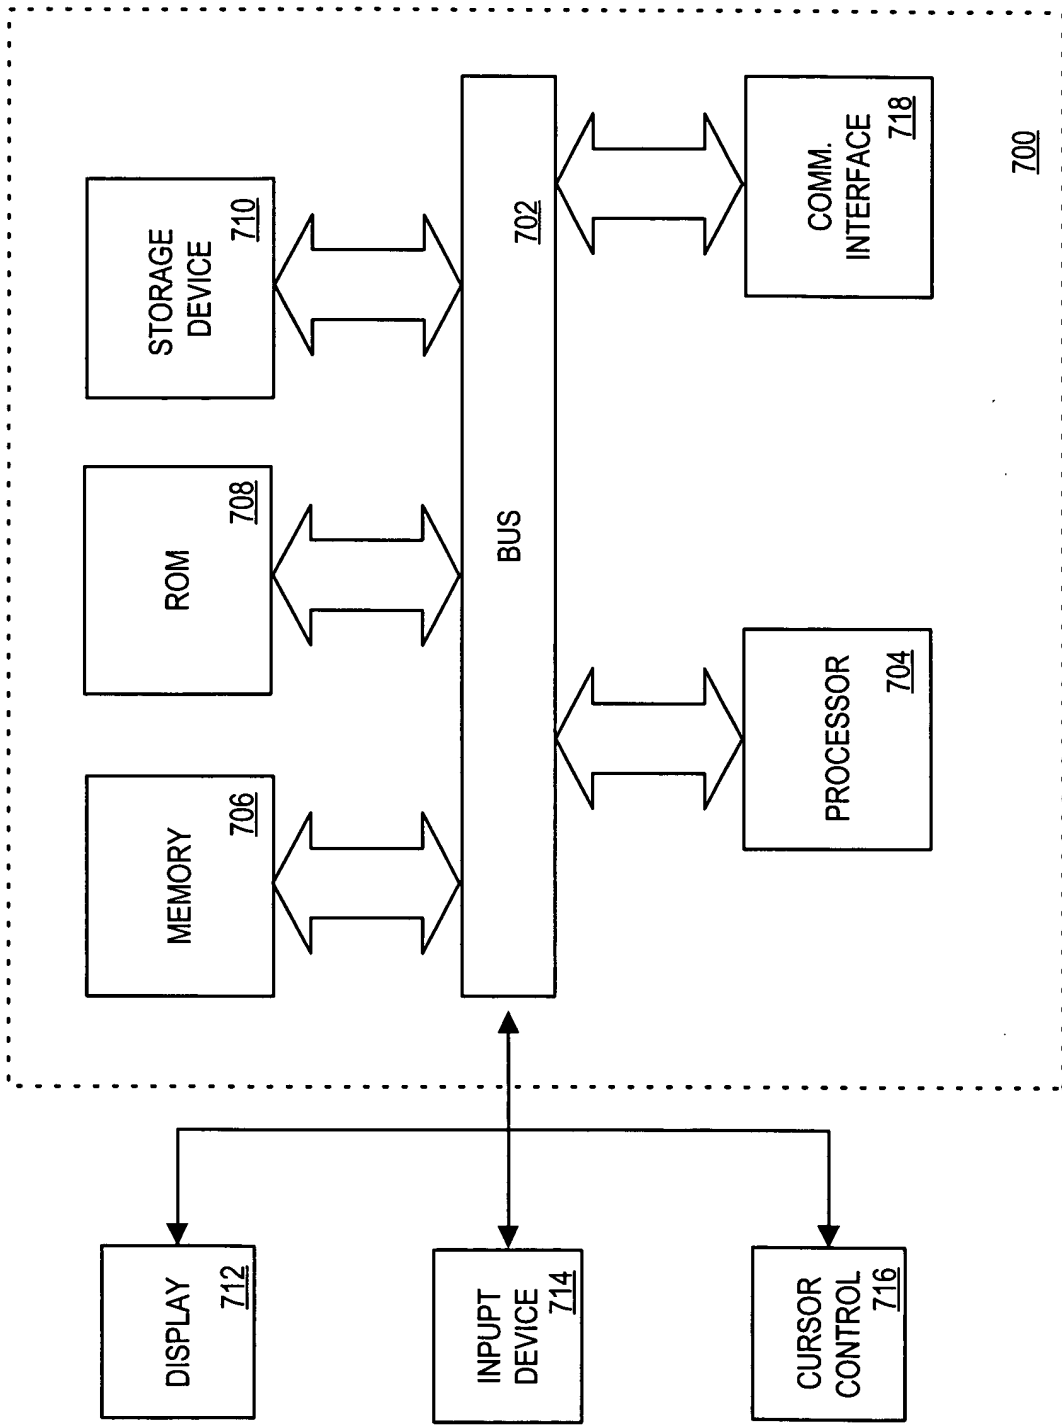 DISPLAY
712
INPUPT
DEVICE
714
CURSOR
CONTROL
716
MEMORY
706
ROM
708
STORAGE
DEVICE
710
BUS
702
PROCESSOR
704
COMM.
INTERFACE
718
700